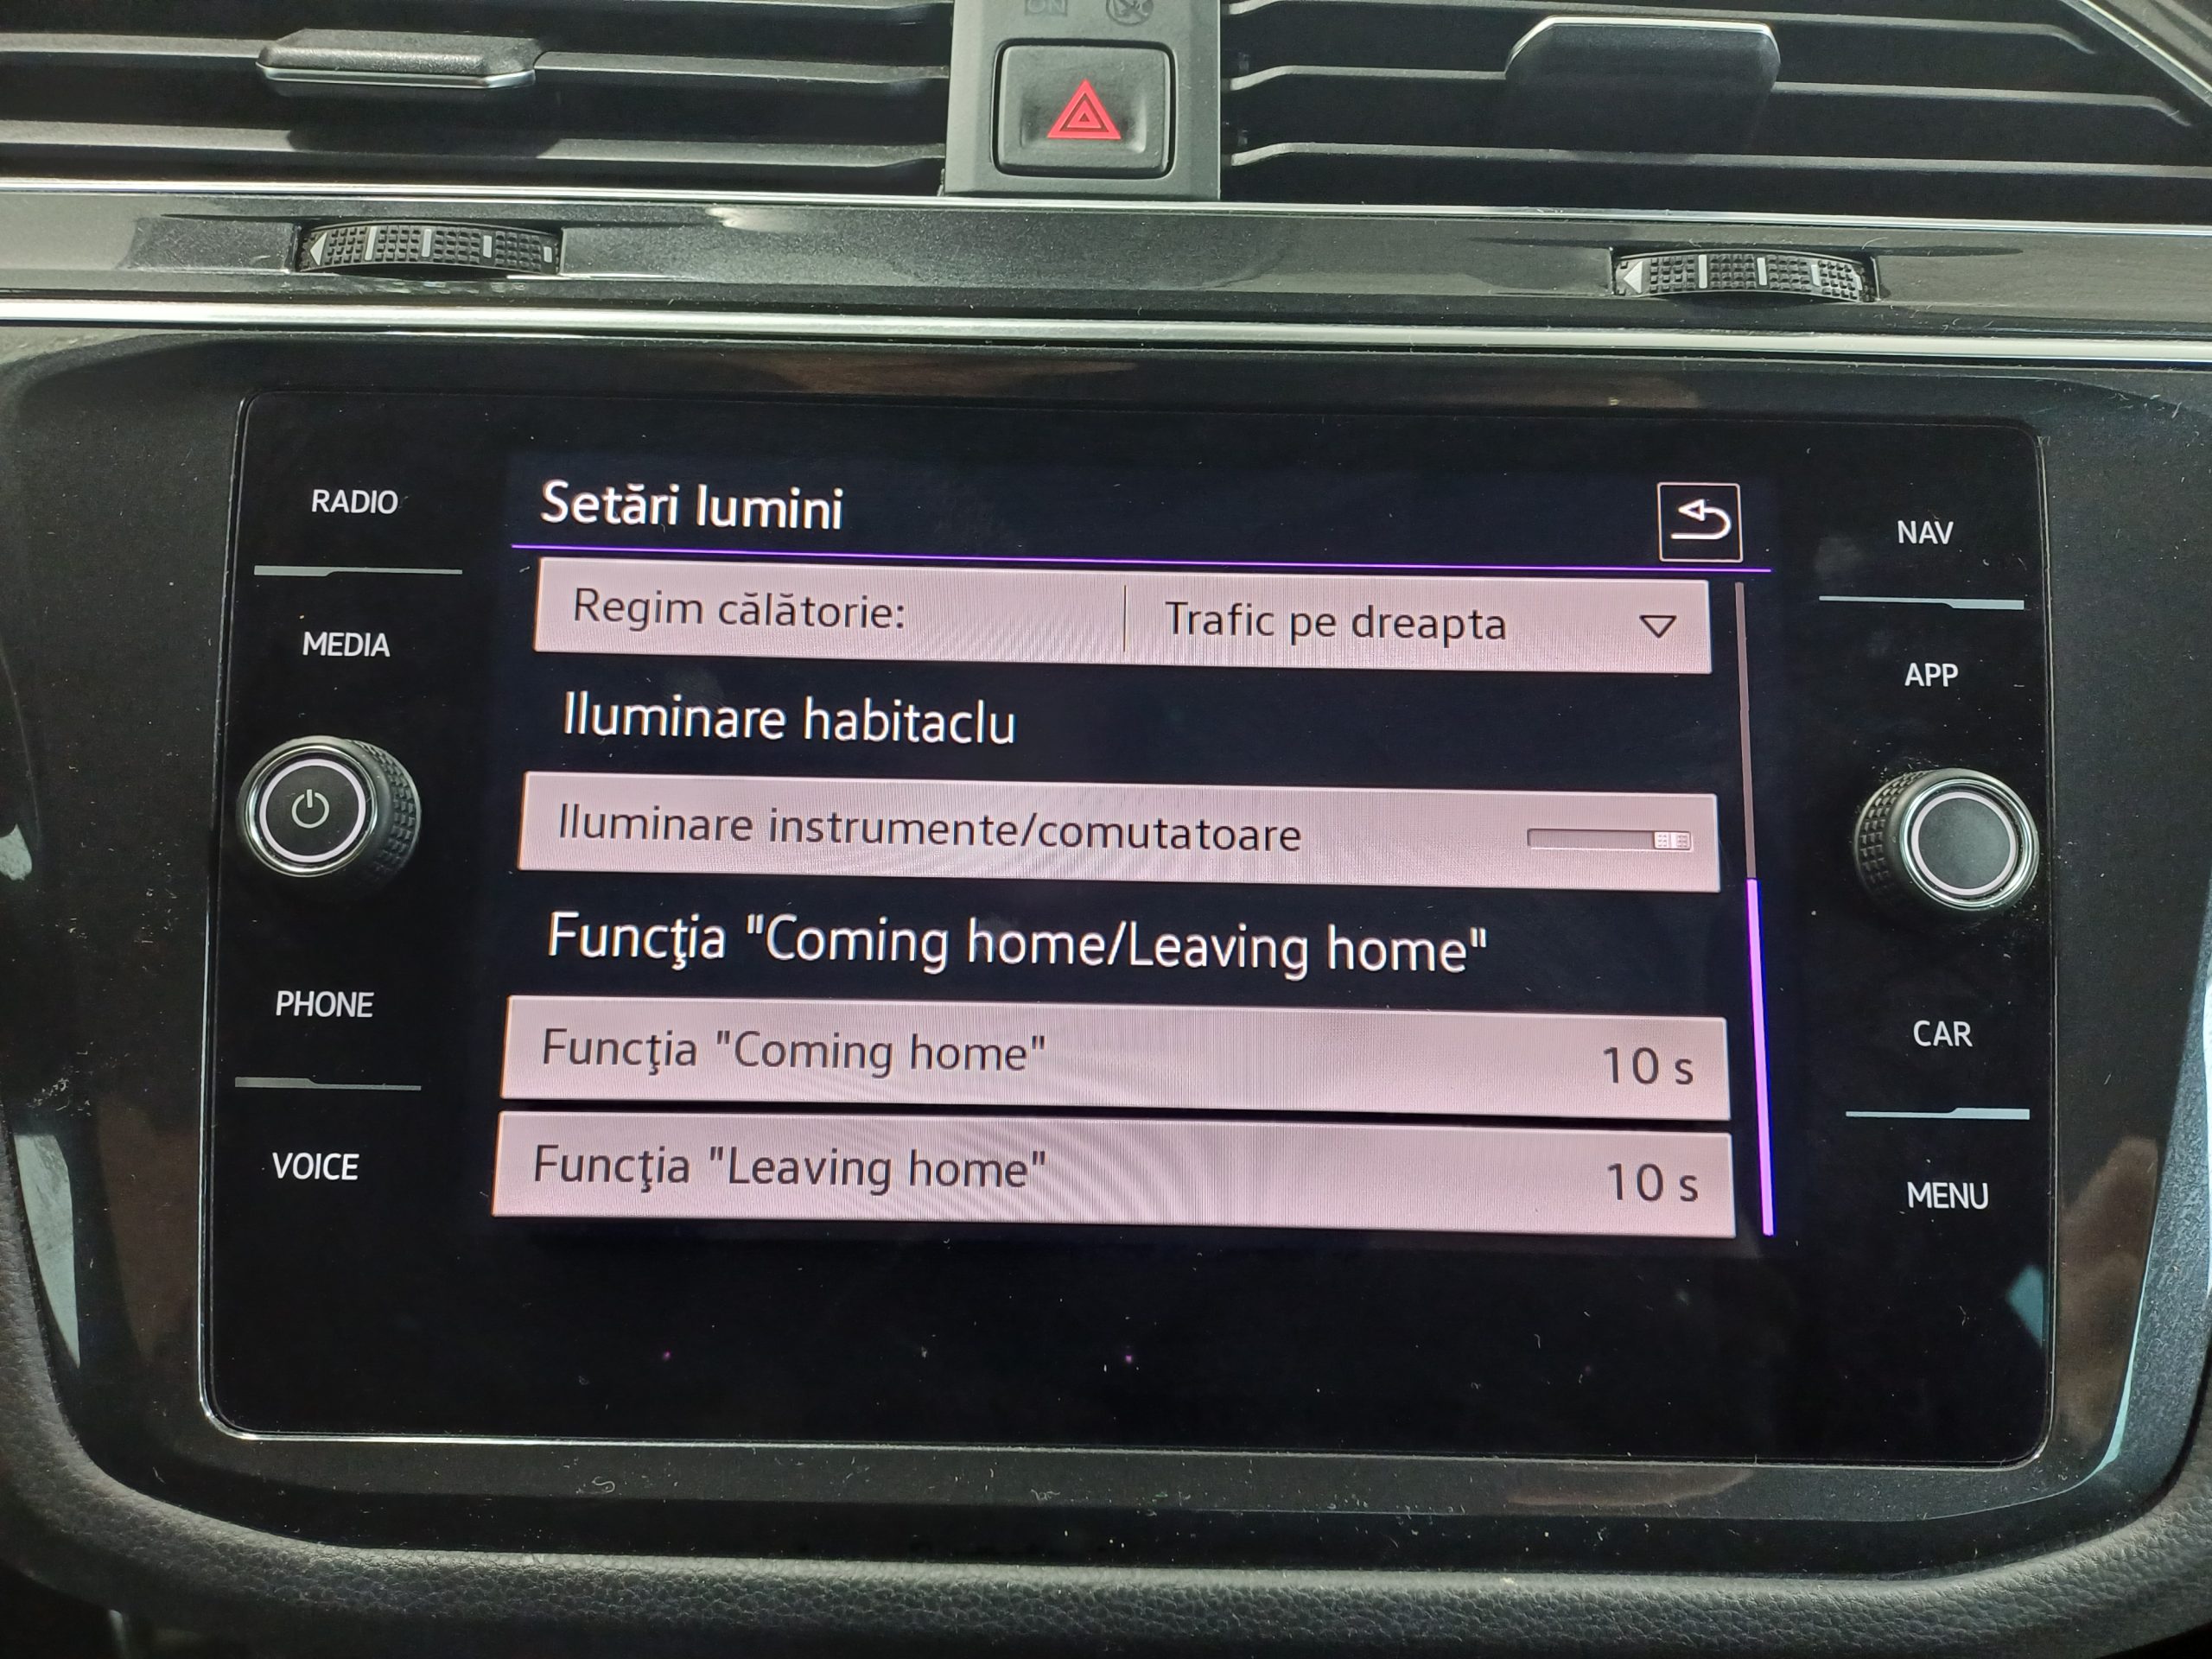 ON
Setări lumini
Regim călătorie: Trafic pe dreapta
Iluminare habitaclu
Iluminare instrumente/comutatoare
Funcţia "Coming home/Leaving home"
Funcţia "Coming home" 10 s
Funcţia "Leaving home" 10 s
RADIO
MEDIA
PHONE
VOICE
NAV
APP
CAR
MENU